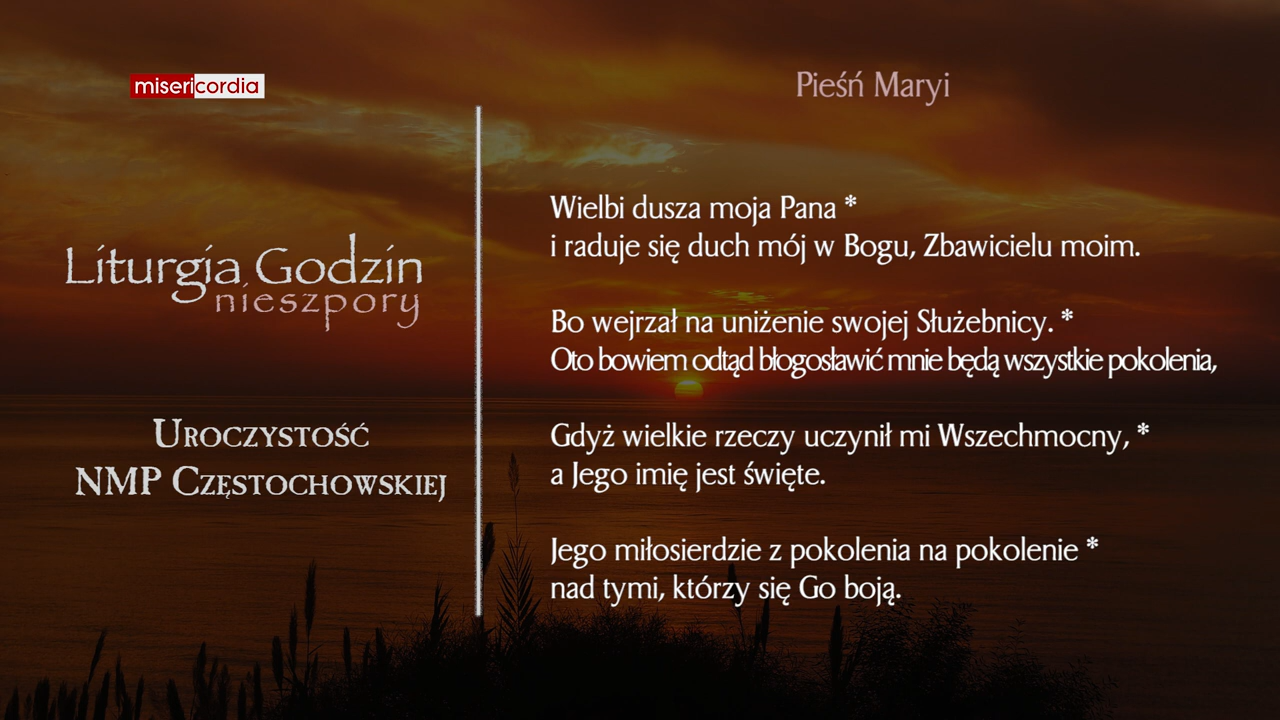 misericordia
Liturgia Godzin
nieszpory
Uroczystość
NMP Częstochowskiej
Pieśń Maryi
Wielbi dusza moja Pana *
i raduje się duch mój w Bogu, Zbawicielu moim.
Bo wejrzał na uniżenie swojej Służebnicy. *
Oto bowiem odtąd błogosławić mnie będą wszystkie pokolenia,
Gdyż wielkie rzeczy uczynił mi Wszechmocny, *
a Jego imię jest święte.
Jego miłosierdzie z pokolenia na pokolenie *
nad tymi, którzy się Go boją.